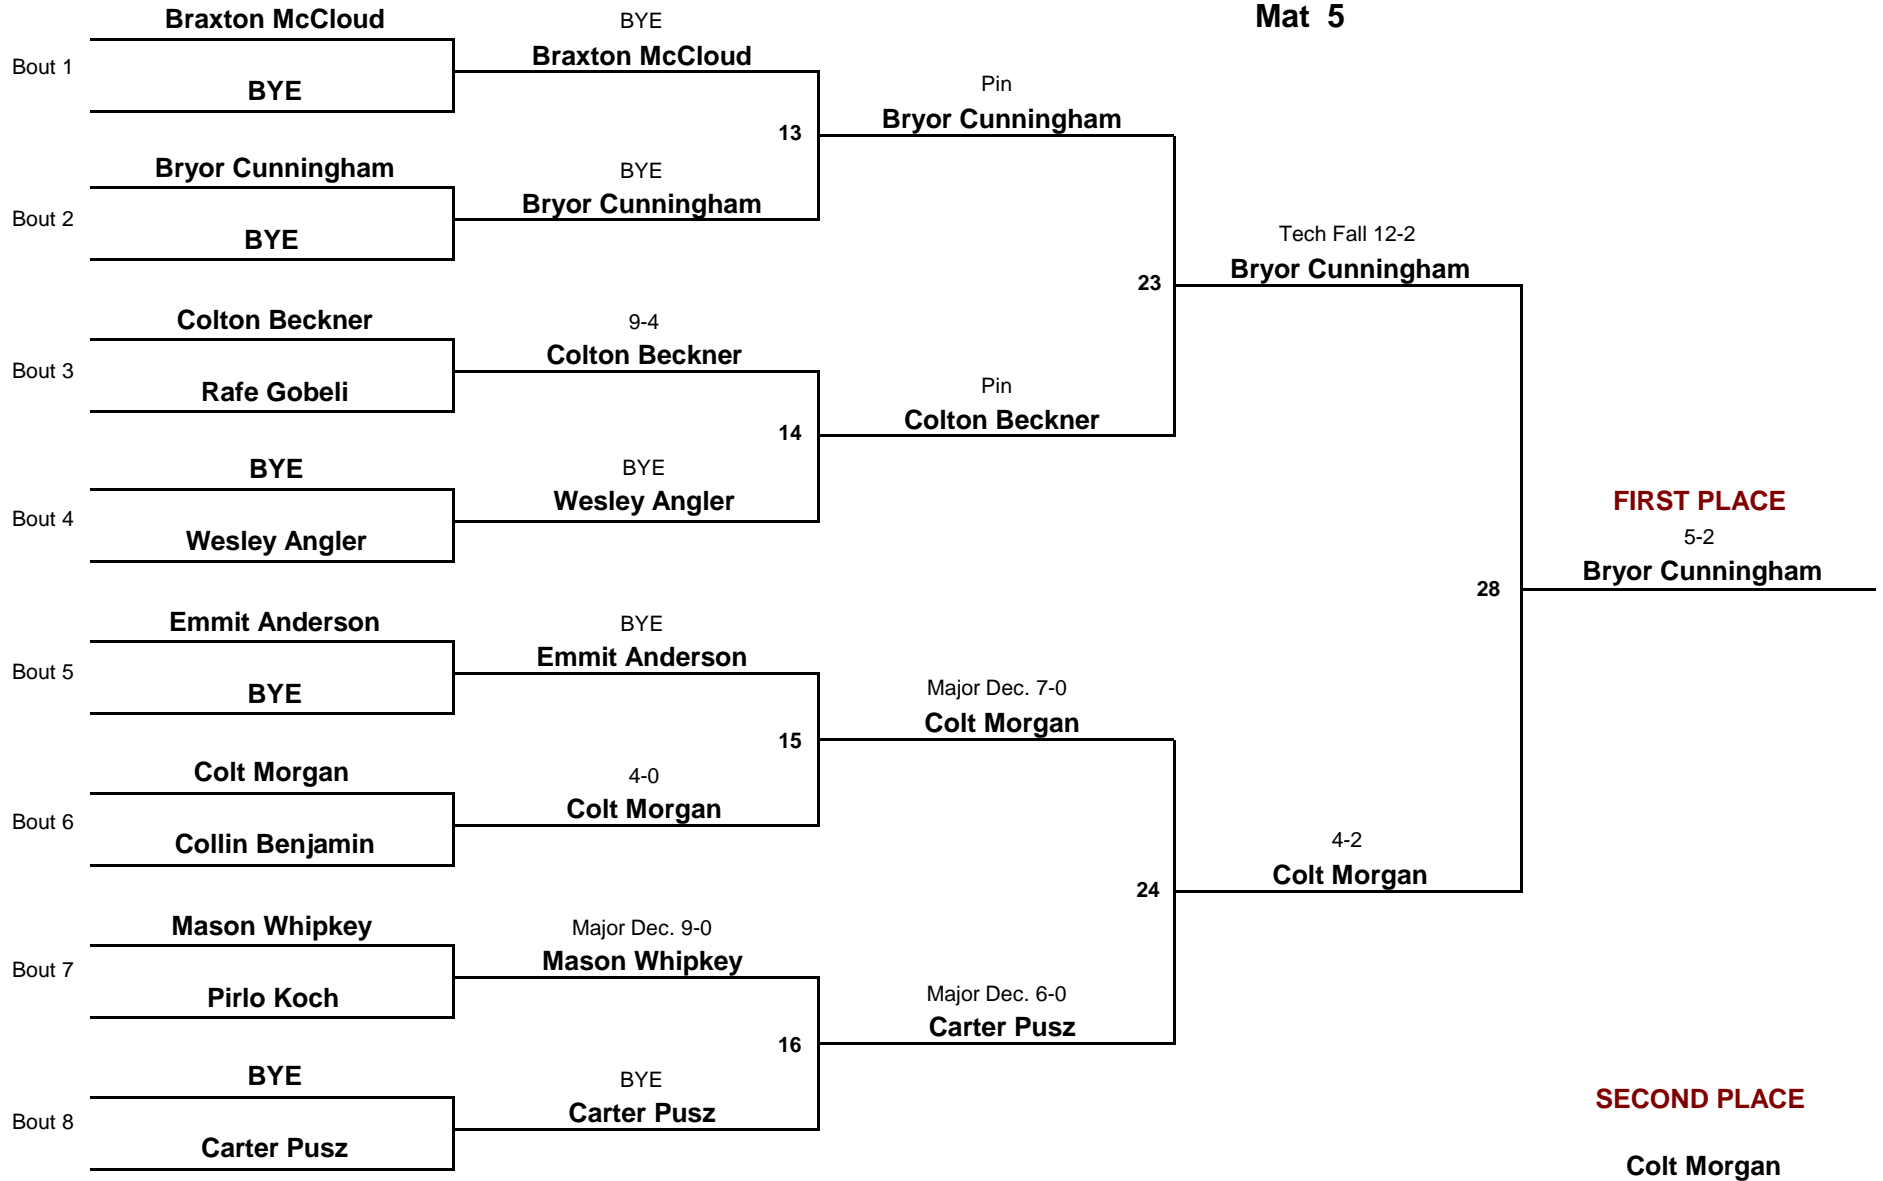 Mat 5
Braxton McCloud
Bout 1
BYE
Bryor Cunningham
Bout 2
BYE
Colton Beckner
Bout 3
Rafe Gobeli
BYE
Bout 4
Wesley Angler
Emmit Anderson
Bout 5
BYE
Colt Morgan
Bout 6
Collin Benjamin
Mason Whipkey
Bout 7
Pirlo Koch
BYE
Bout 8
Carter Pusz
BYE
Braxton McCloud
13
BYE
Bryor Cunningham
9-4
Colton Beckner
14
BYE
Wesley Angler
BYE
Emmit Anderson
15
4-0
Colt Morgan
Major Dec. 9-0
Mason Whipkey
16
BYE
Carter Pusz
Pin
Bryor Cunningham
23
Pin
Colton Beckner
Major Dec. 7-0
Colt Morgan
24
Major Dec. 6-0
Carter Pusz
Tech Fall 12-2
Bryor Cunningham
28
4-2
Colt Morgan
FIRST PLACE
5-2
Bryor Cunningham
SECOND PLACE
Colt Morgan